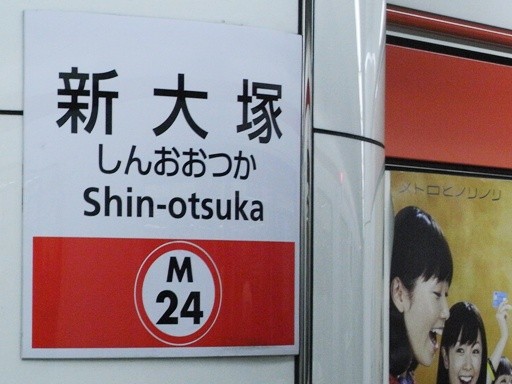 新大塚
しんおおつか
Shin-otsuka
M
24
メトロヒノリノリ